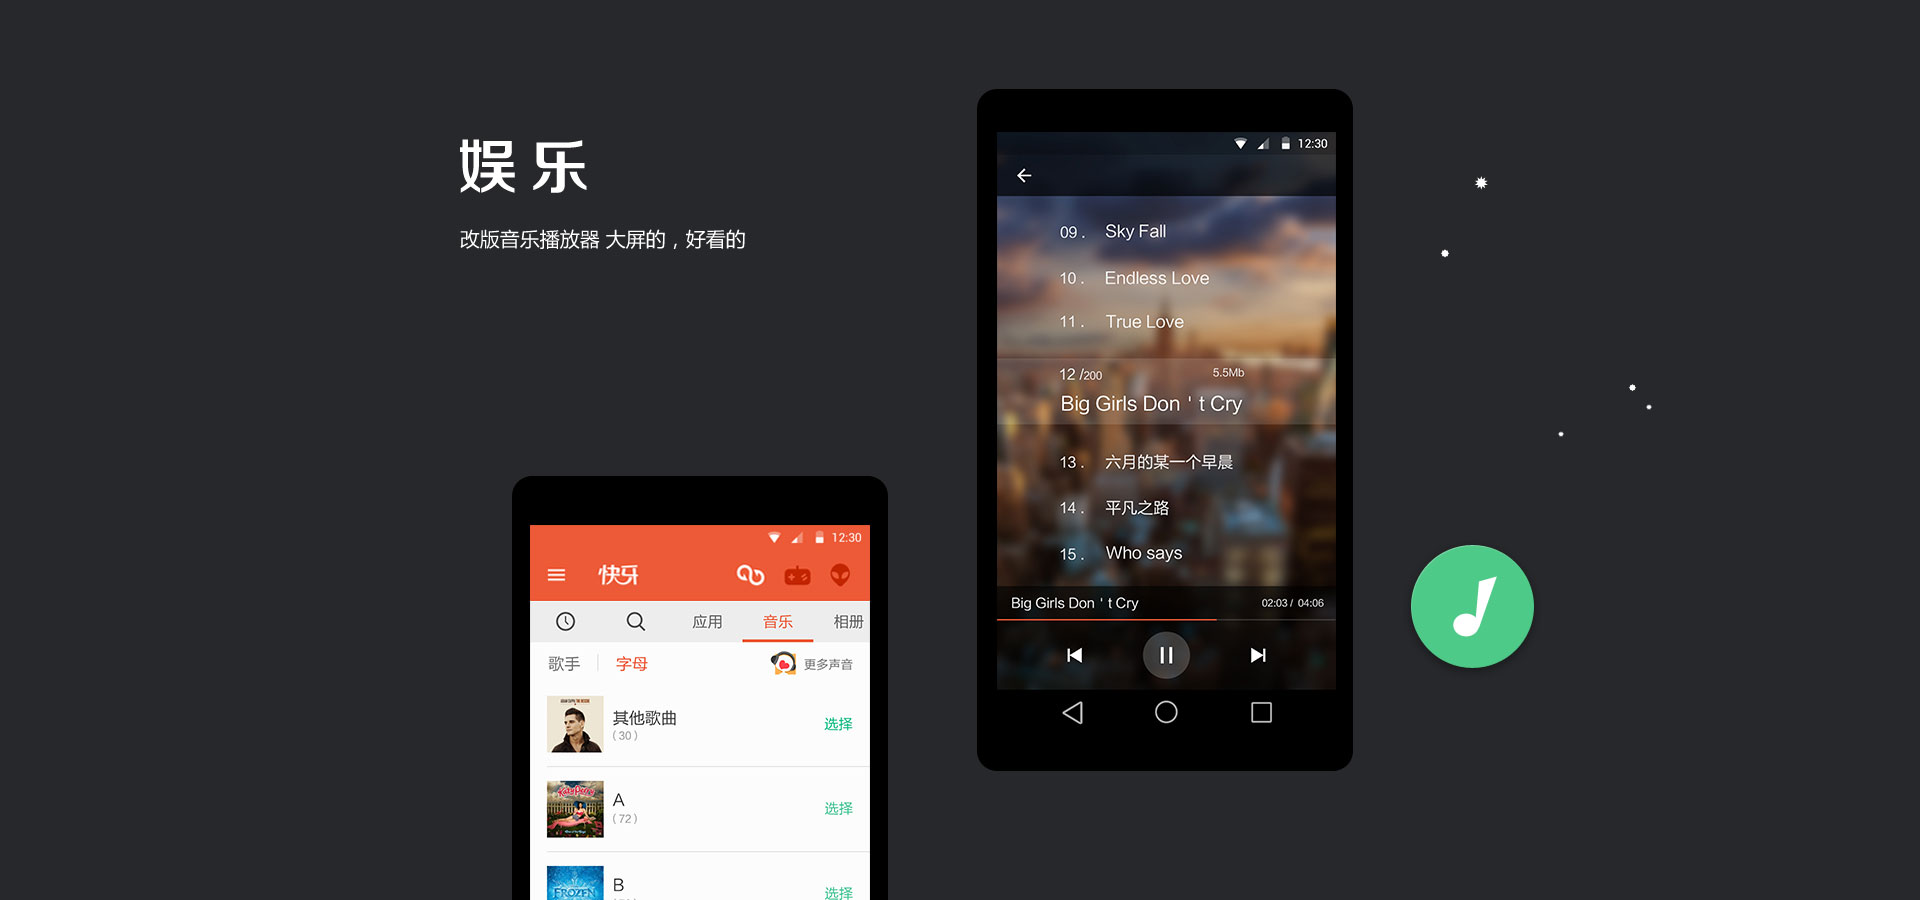 娱乐
改版音乐播放器 大屏的，好看的
12:30
09 . Sky Fall
10 . Endless Love
11 . True Love
12 /200 5.5Mb
Big Girls Don ' t Cry
13 . 六月的某一个早晨
14 . 平凡之路
15 . Who says
Big Girls Don ' t Cry 02:03 / 04:06
12:30
快牙
应用 音乐 相册
歌手 字母 更多声音
其他歌曲 选择
( 30 )
Katy Perry
A 选择
( 72 )
FROZEN
B 选择